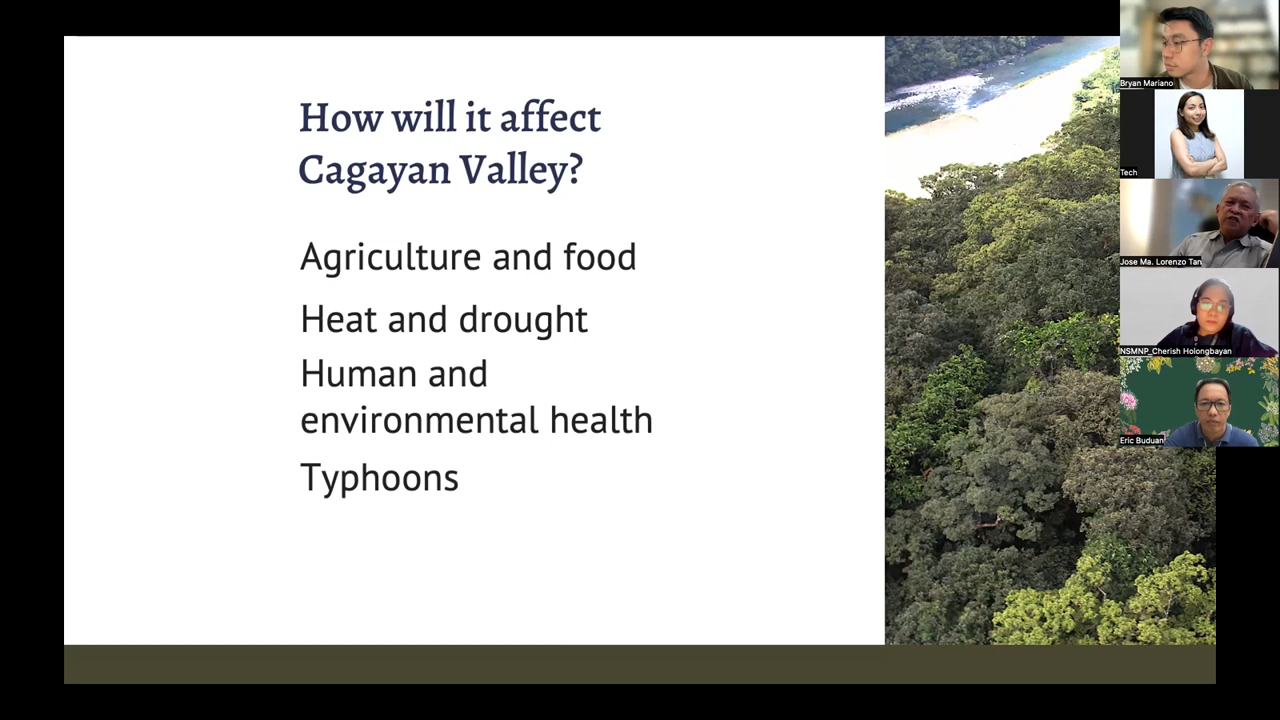 How will it affect
Cagayan Valley?
Agriculture and food
Heat and drought
Human and
environmental health
Typhoons
Bryan Mariano
Tech
Jose Ma. Lorenzo Tan
NSMNP_Cherish Holongbayan
Eric Buduan